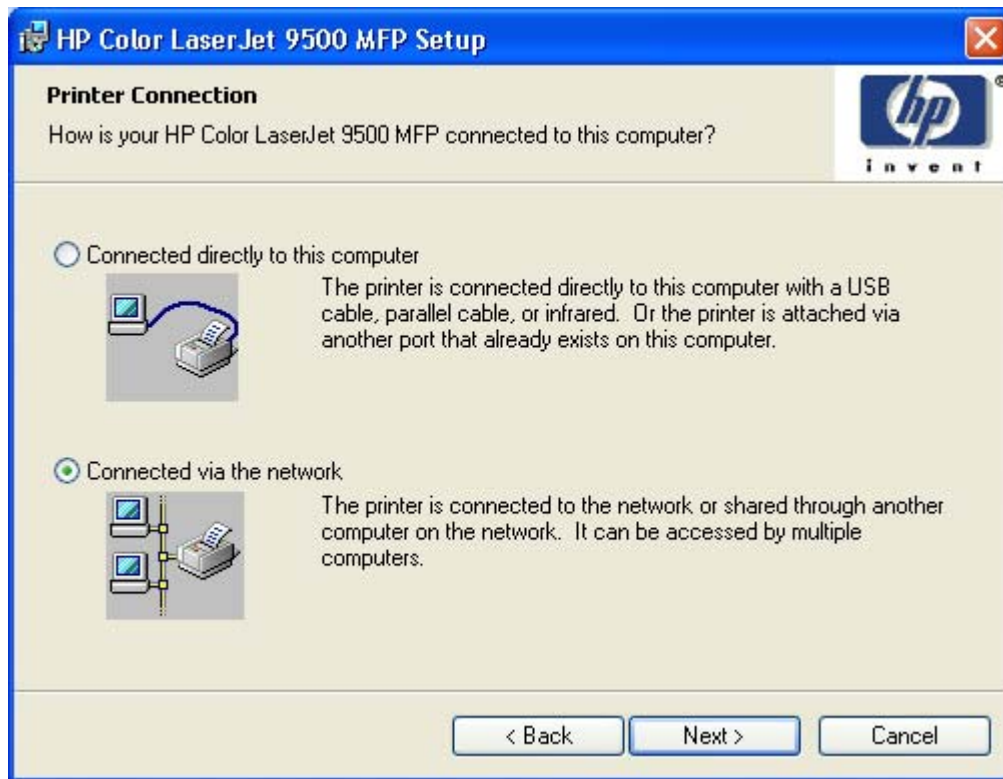 HP Color LaserJet 9500 MFP Setup
Printer Connection
How is your HP Color LaserJet 9500 MFP connected to this computer?
hp
®
invent
Connected directly to this computer
The printer is connected directly to this computer with a USB
cable, parallel cable, or infrared. Or the printer is attached via
another port that already exists on this computer.
Connected via the network
The printer is connected to the network or shared through another
computer on the network. It can be accessed by multiple
computers.
< Back
Next >
Cancel